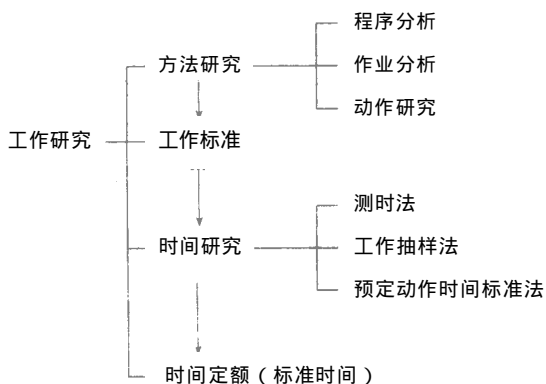 程序分析
方法研究
作业分析
动作研究
工作研究
工作标准
测时法
时间研究
工作抽样法
预定动作时间标准法
时间定额（标准时间）